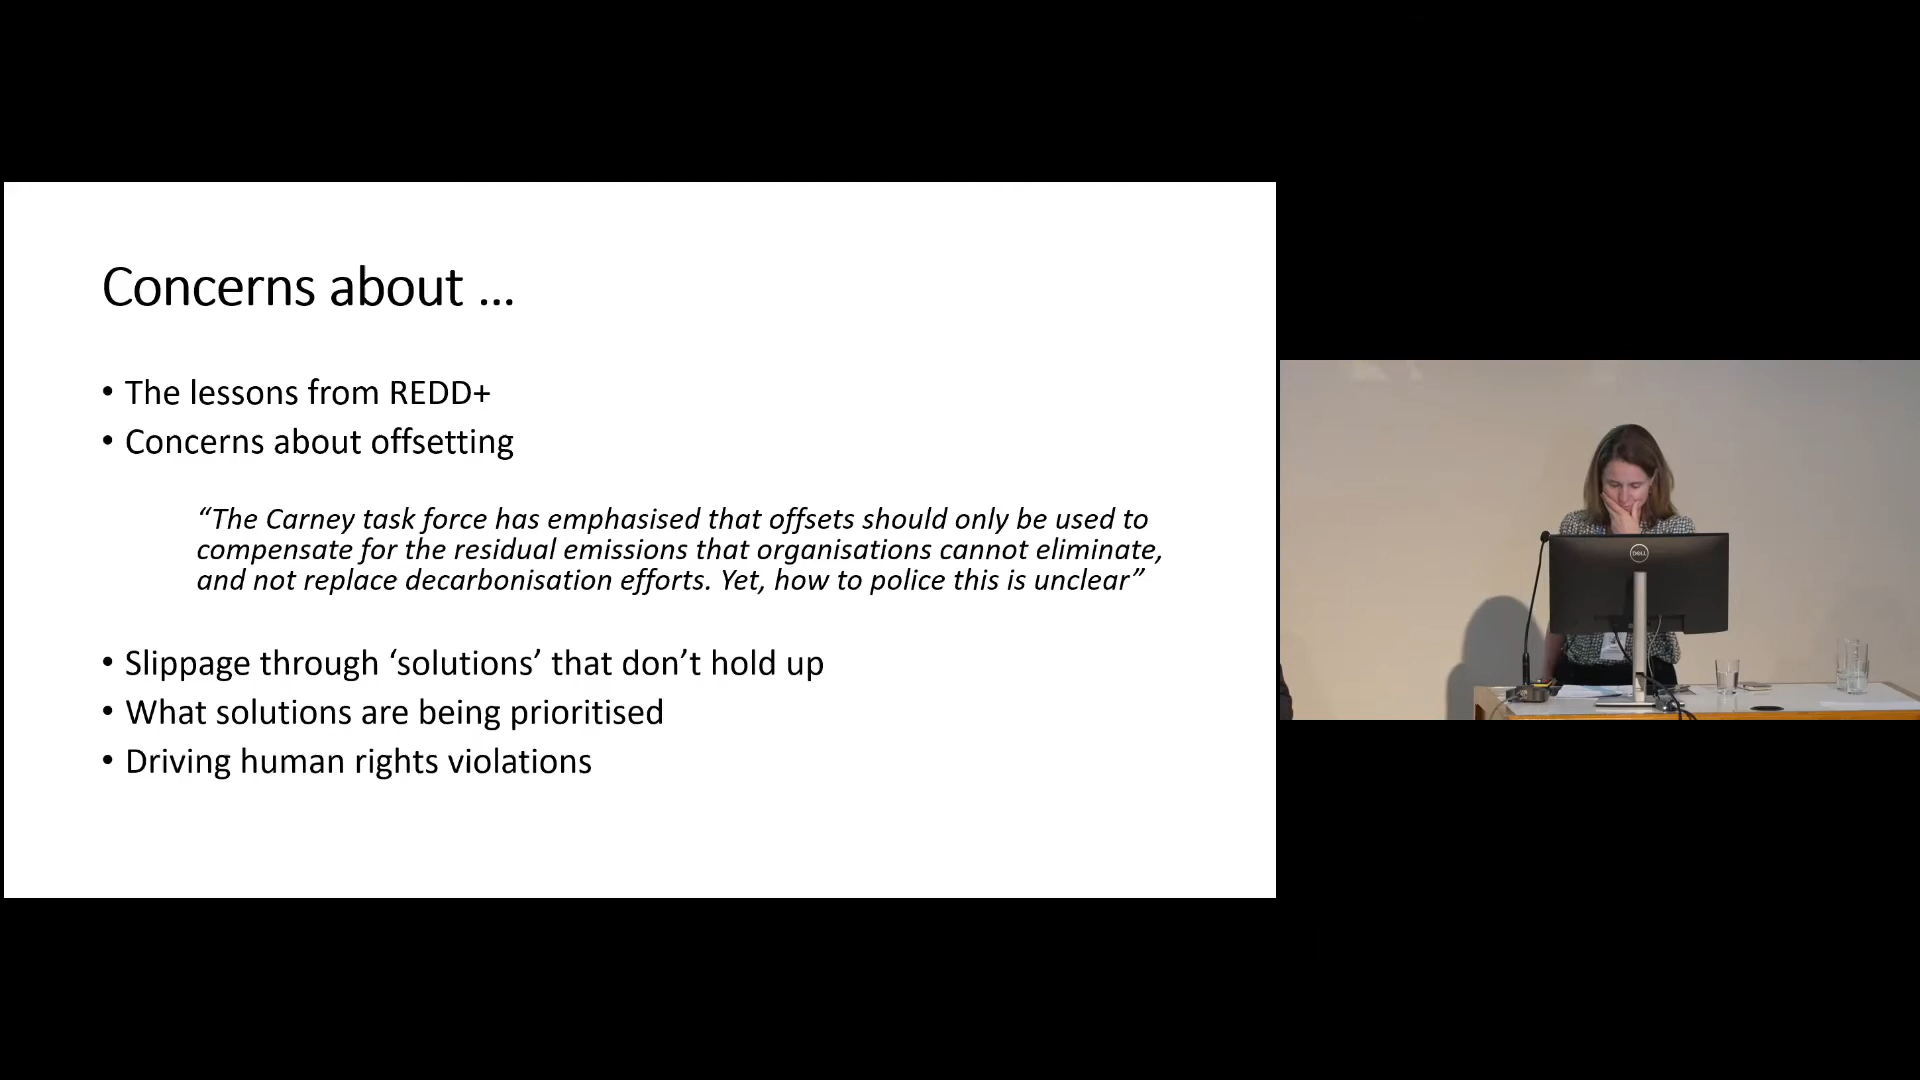 Concerns about ...
• The lessons from REDD+
• Concerns about offsetting
“The Carney task force has emphasised that offsets should only be used to
compensate for the residual emissions that organisations cannot eliminate,
and not replace decarbonisation efforts. Yet, how to police this is unclear”
• Slippage through ‘solutions’ that don’t hold up
• What solutions are being prioritised
• Driving human rights violations
DELL